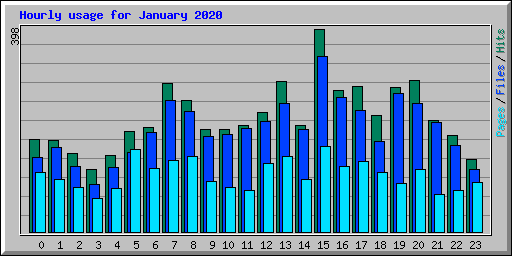 Hourly usage for January 2020
398
Pages/Files/Hits
0 1 2 3 4 5 6 7 8 9 10 11 12 13 14 15 16 17 18 19 20 21 22 23